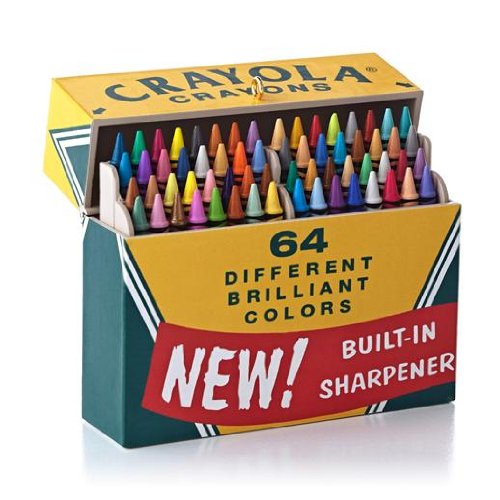 CRAYOLA®
CRAYONS
64
DIFFERENT
BRILLIANT
COLORS
NEW!
BUILT-IN
SHARPENER